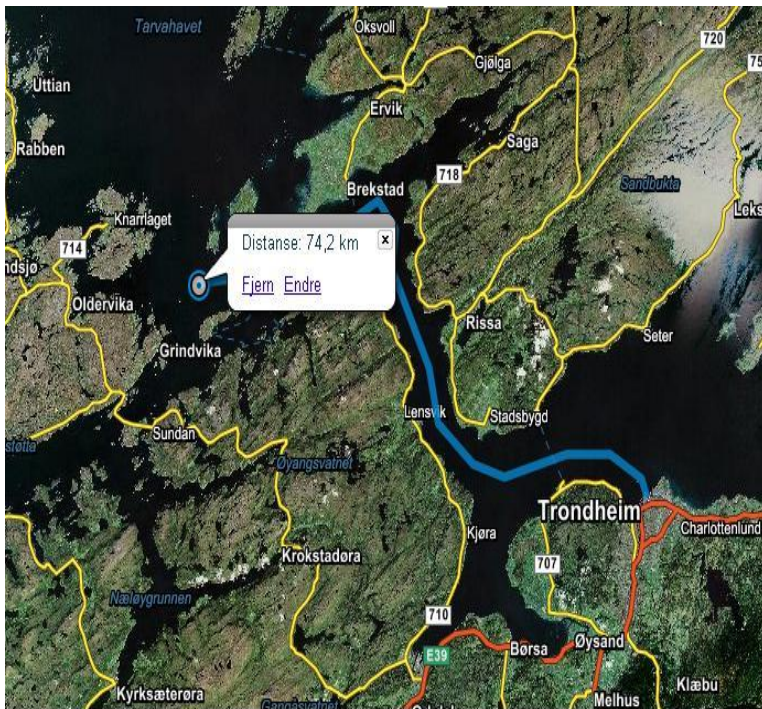 Tarvahavet
Oksvoll
720
Gjølga
Uttian
Ervik
Rabben
Saga
718
Sandbukta
Brekstad
Knarrlaget
Leks
714
Distanse: 74,2 km
x
ndsjø
Oldervika
Fjern Endre
Rissa
Seter
Grindvika
Lensvik
Stadsbygd
Sundan
Øyangsvatnet
Trondheim
Charlottenlund
Kjøra
Krokstadøra
707
Næløygrunnen
710
E39
Børsa
Øysand
Klæbu
Kyrksæterøra
Melhus
Gangåsvatnet